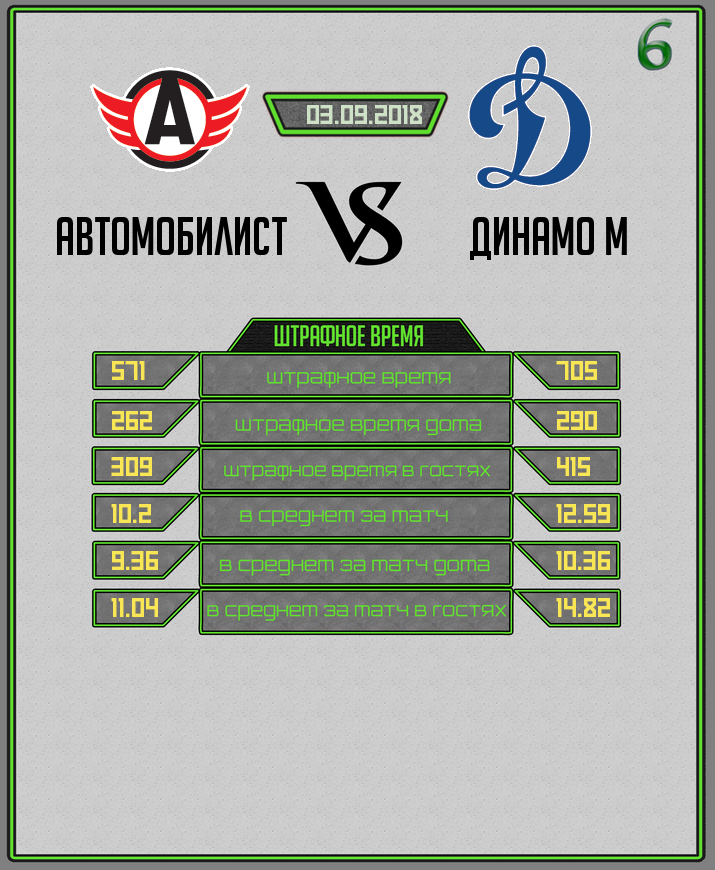 6
А
Д
03.09.2018
VS
АВТОМОБИЛИСТ
ДИНАМО М
ШТРАФНОЕ ВРЕМЯ
571 штрафное время 705
262 штрафное время дома 290
309 штрафное время в гостях 415
10.2 в среднем за матч 12.59
9.36 в среднем за матч дома 10.36
11.04 в среднем за матч в гостях 14.82